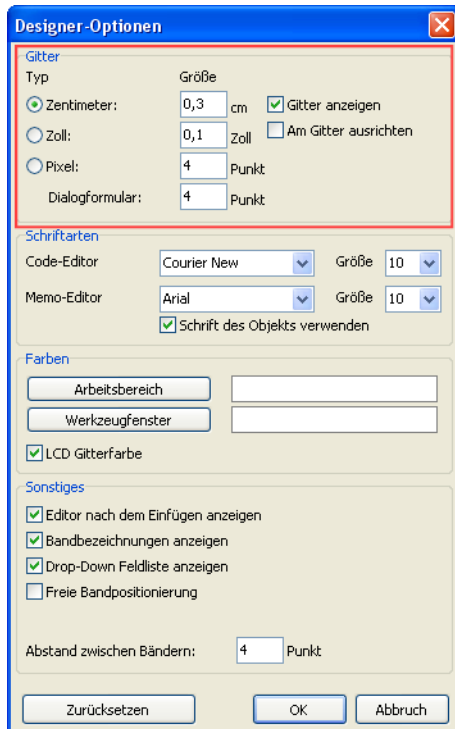 Designer-Optionen
Gitter
Typ Größe
Zentimeter: 0,3 cm Gitter anzeigen
Zoll: 0,1 Zoll Am Gitter ausrichten
Pixel: 4 Punkt
Dialogformular: 4 Punkt
Schriftarten
Code-Editor Courier New Größe 10
Memo-Editor Arial Größe 10
Schrift des Objekts verwenden
Farben
Arbeitsbereich
Werkzeugfenster
LCD Gitterfarbe
Sonstiges
Editor nach dem Einfügen anzeigen
Bandbezeichnungen anzeigen
Drop-Down Feldliste anzeigen
Freie Bandpositionierung
Abstand zwischen Bändern: 4 Punkt
Zurücksetzen OK Abbruch